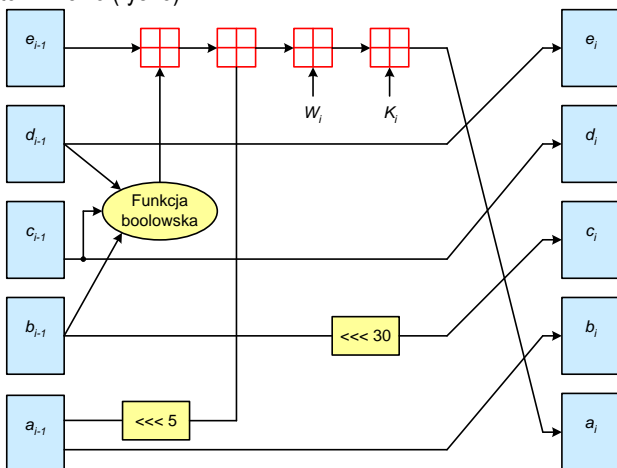 e_{i-1}
e_i
W_i
K_i
d_{i-1}
d_i
Funkcja
boolowska
c_{i-1}
c_i
b_{i-1}
<<< 30
b_i
a_{i-1}
<<< 5
a_i